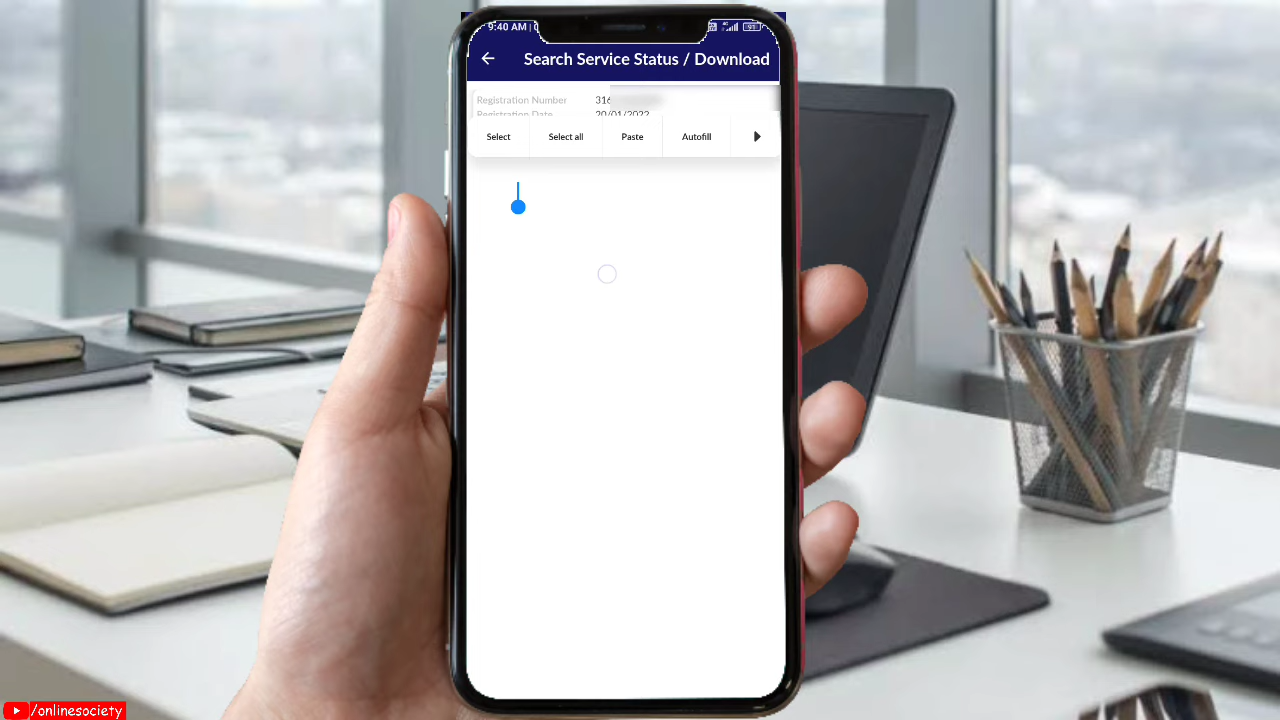 9:40 AM |
Search Service Status / Download
Registration Number 316
Registration Date 20/01/2022
Select Select all Paste Autofill
/onlinesociety